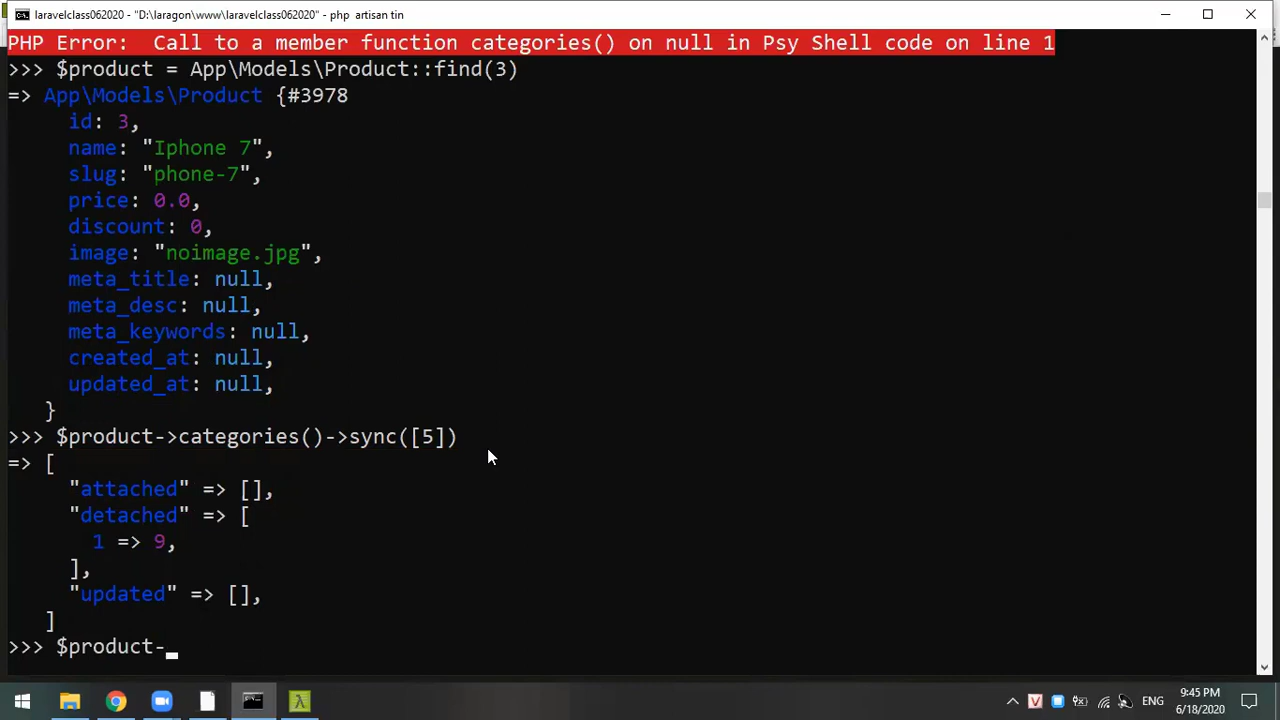 laravelclass062020 - "D:\laragon\www\laravelclass062020" - php  artisan tin
PHP Error:  Call to a member function categories() on null in Psy Shell code on line 1
>>> $product = App\Models\Product::find(3)
=> App\Models\Product {#3978
id: 3,
name: "Iphone 7",
slug: "phone-7",
price: 0.0,
discount: 0,
image: "noimage.jpg",
meta_title: null,
meta_desc: null,
meta_keywords: null,
created_at: null,
updated_at: null,
}
>>> $product->categories()->sync([5])
=> [
"attached" => [],
"detached" => [
1 => 9,
],
"updated" => [],
]
>>> $product-_
ENG
9:45 PM
6/18/2020